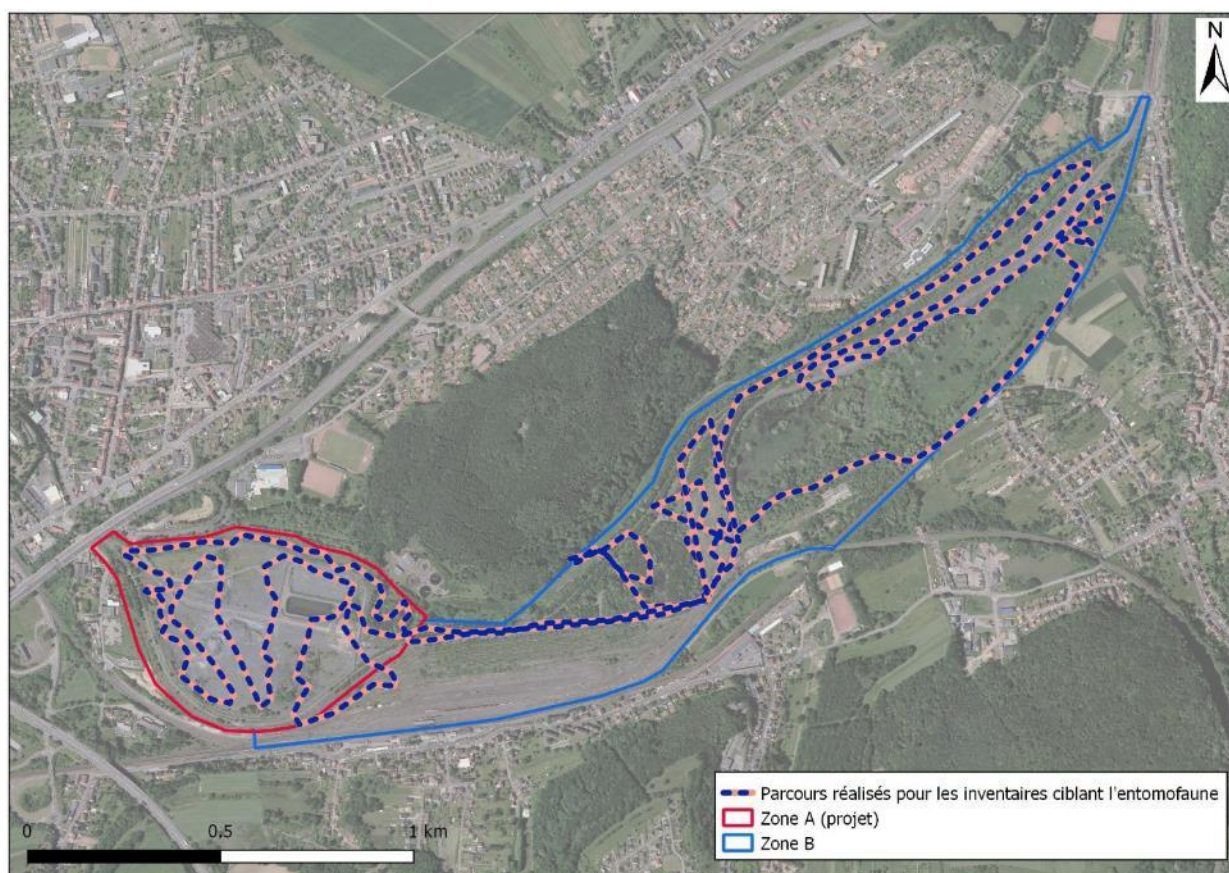 N
Parcours réalisés pour les inventaires ciblant l'entomofaune
Zone A (projet)
Zone B
0 0,5 1 km